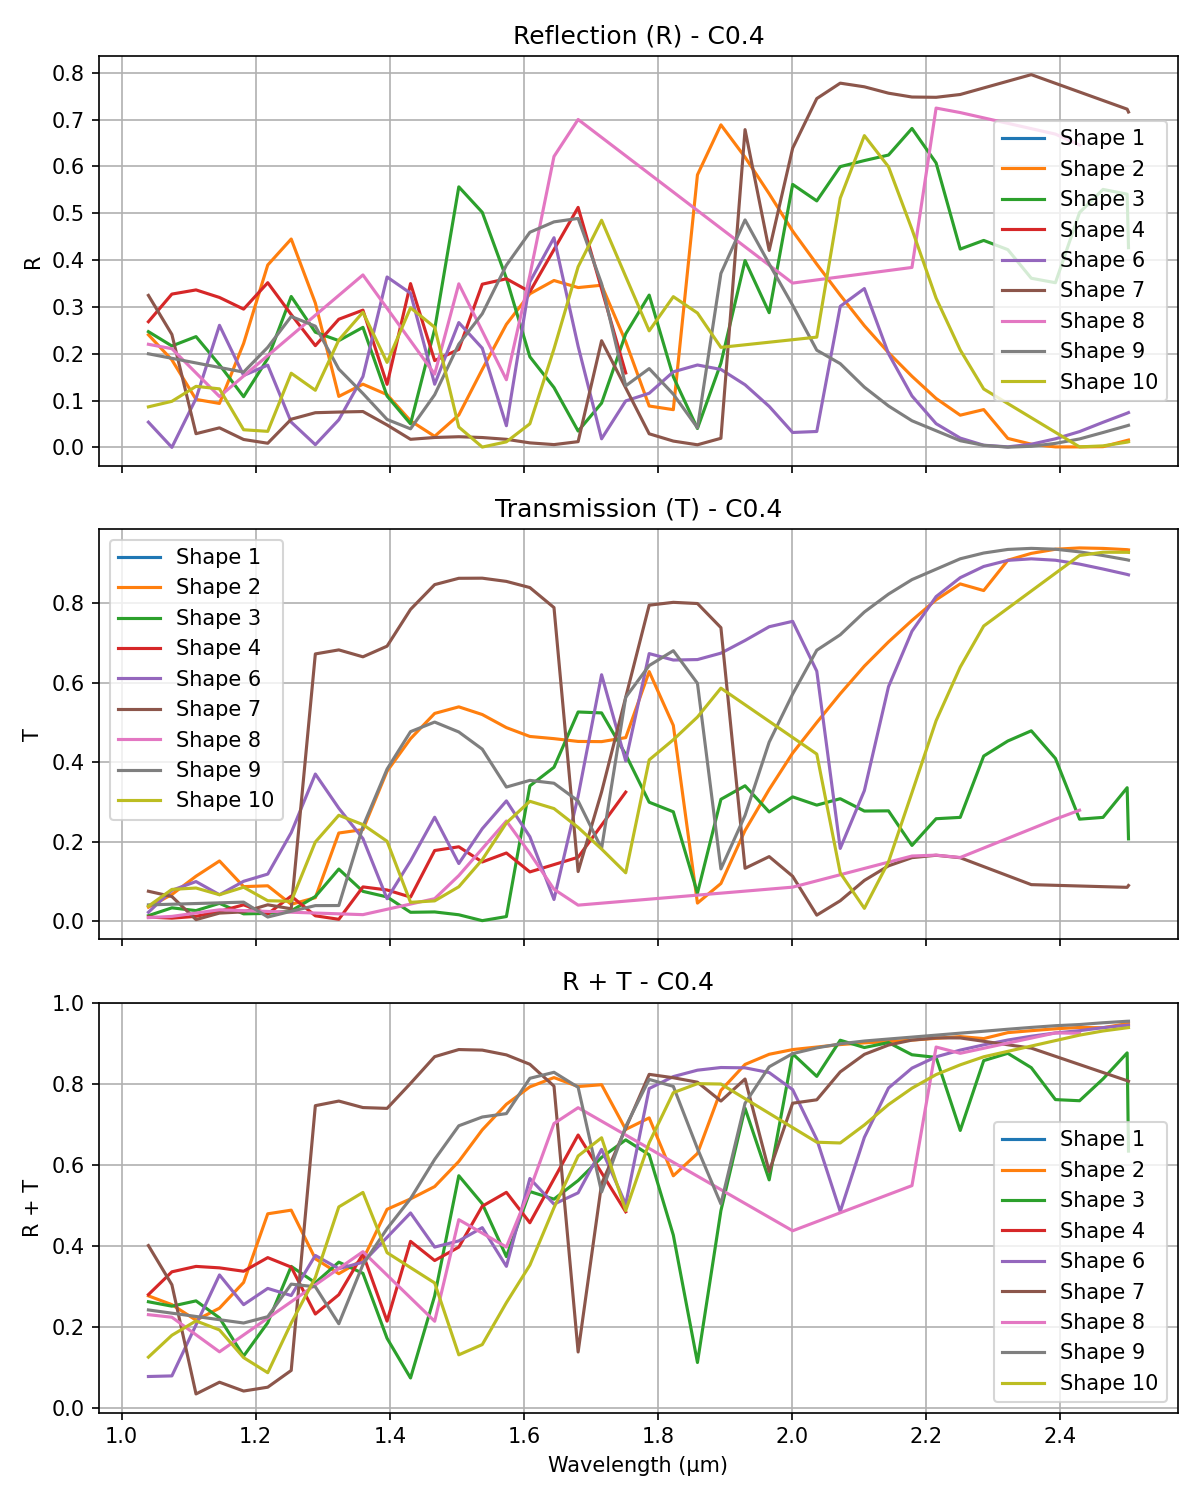 Reflection (R) - C0.4
0.8
0.7
0.6
0.5
0.4
0.3
0.2
0.1
0.0
R
Shape 1
Shape 2
Shape 3
Shape 4
Shape 6
Shape 7
Shape 8
Shape 9
Shape 10
Transmission (T) - C0.4
0.8
0.6
0.4
0.2
0.0
T
Shape 1
Shape 2
Shape 3
Shape 4
Shape 6
Shape 7
Shape 8
Shape 9
Shape 10
R + T - C0.4
1.0
0.8
0.6
0.4
0.2
0.0
R + T
Shape 1
Shape 2
Shape 3
Shape 4
Shape 6
Shape 7
Shape 8
Shape 9
Shape 10
1.0 1.2 1.4 1.6 1.8 2.0 2.2 2.4
Wavelength (μm)